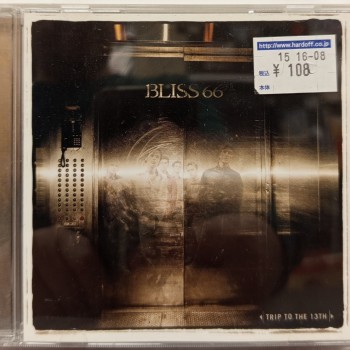 http://www.hardoff.co.jp
15 16-08
税込 ¥ 108
本体
BLISS 66
TRIP TO THE 13TH